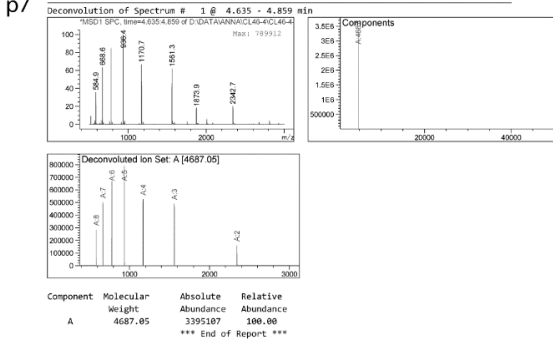 p7
Deconvolution of Spectrum # 1 @ 4.635 - 4.859 min
*MSD1 SPC, time=4.635:4.859 of D:\DATA\ANNA\CL46-4\CL46-4
Max: 789912
100
80
60
40
20
0
584.9
668.6
936.4
1170.7
1561.3
1873.9
2342.7
1000
2000
m/z
Components
3.5E6
3E6
2.5E6
2E6
1.5E6
1E6
500000
20000
40000
Deconvoluted Ion Set: A [4687.05]
800000
700000
600000
500000
400000
300000
200000
100000
0
A:8
A:7
A:6
A:5
A:4
A:3
A:2
1000
2000
3000
Component Molecular Absolute Relative
Weight Abundance Abundance
A 4687.05 3395107 100.00
*** End of Report ***